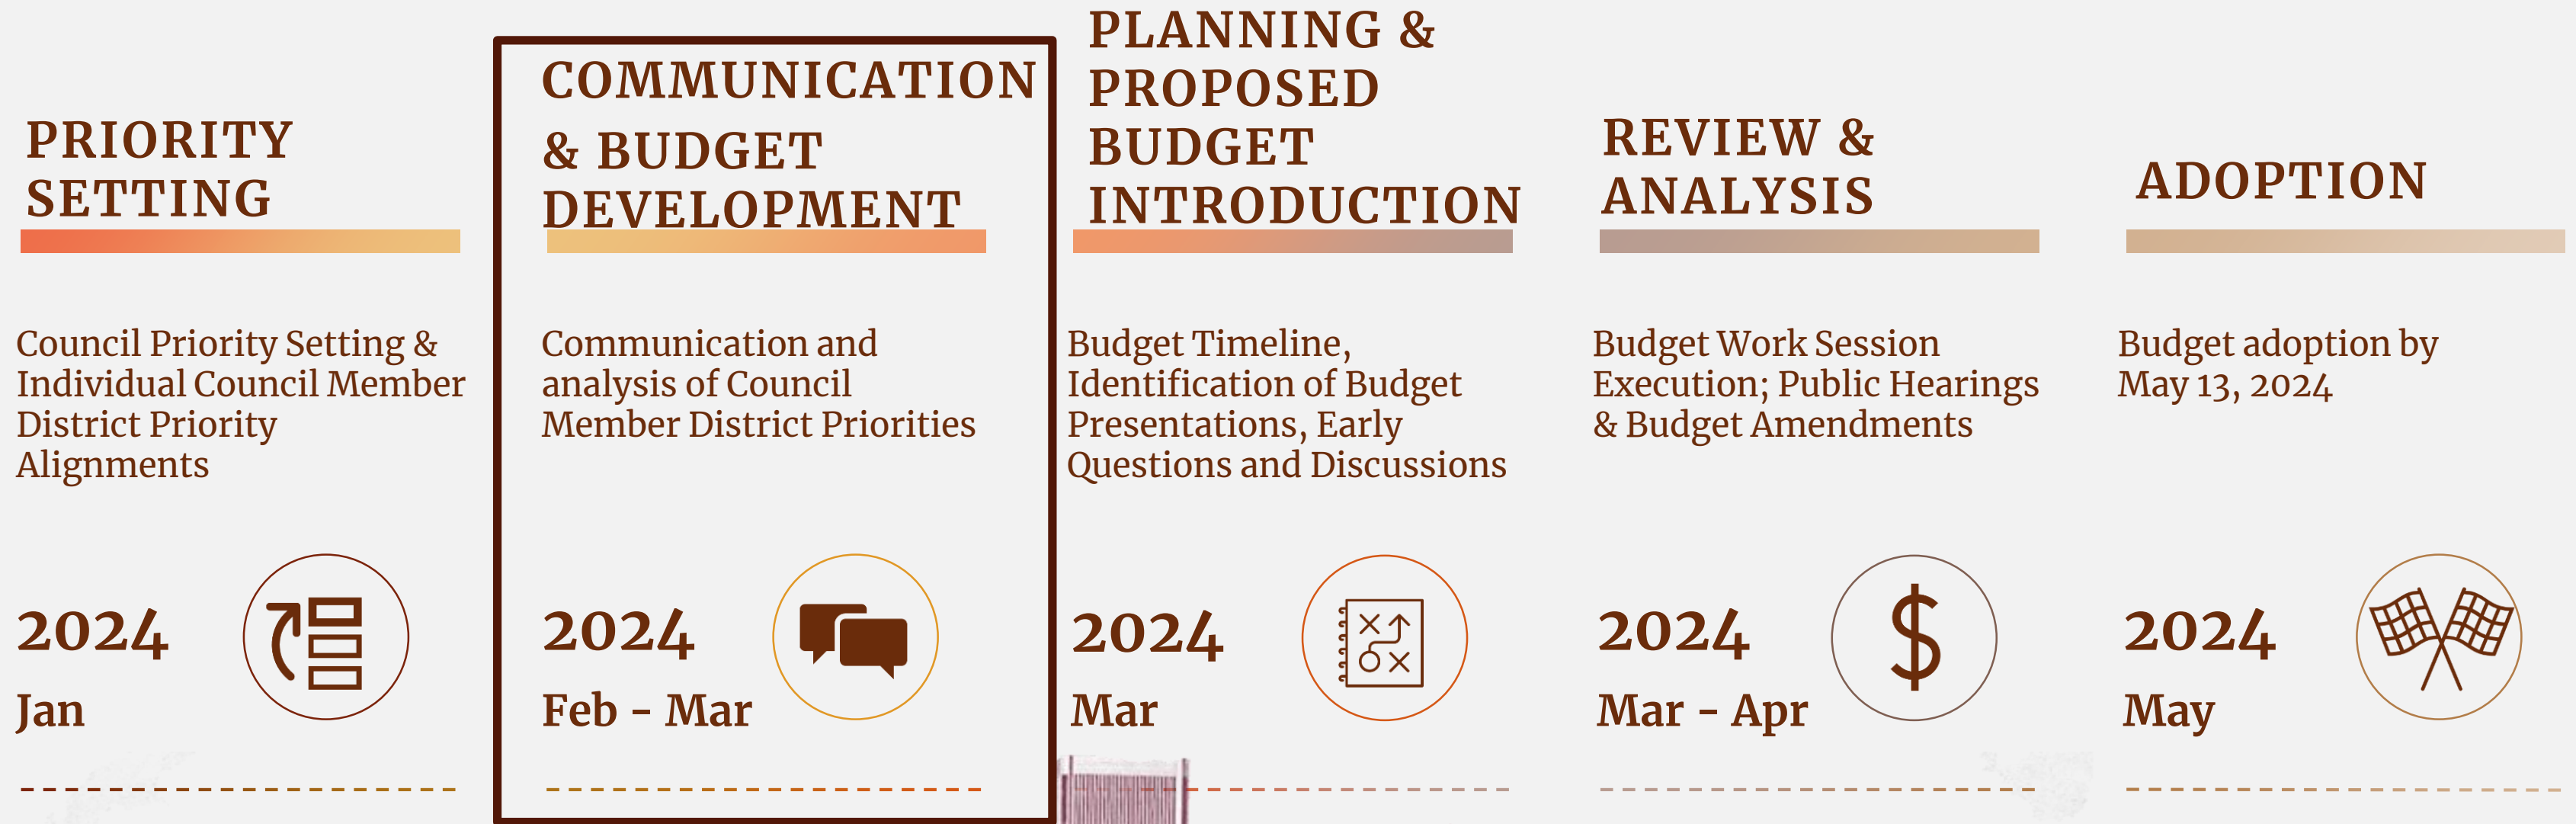 PRIORITY
SETTING
Council Priority Setting &
Individual Council Member
District Priority
Alignments
2024
Jan
COMMUNICATION
& BUDGET
DEVELOPMENT
Communication and
analysis of Council
Member District Priorities
2024
Feb - Mar
PLANNING &
PROPOSED
BUDGET
INTRODUCTION
Budget Timeline,
Identification of Budget
Presentations, Early
Questions and Discussions
2024
Mar
REVIEW &
ANALYSIS
Budget Work Session
Execution; Public Hearings
& Budget Amendments
2024
Mar - Apr
ADOPTION
Budget adoption by
May 13, 2024
2024
May